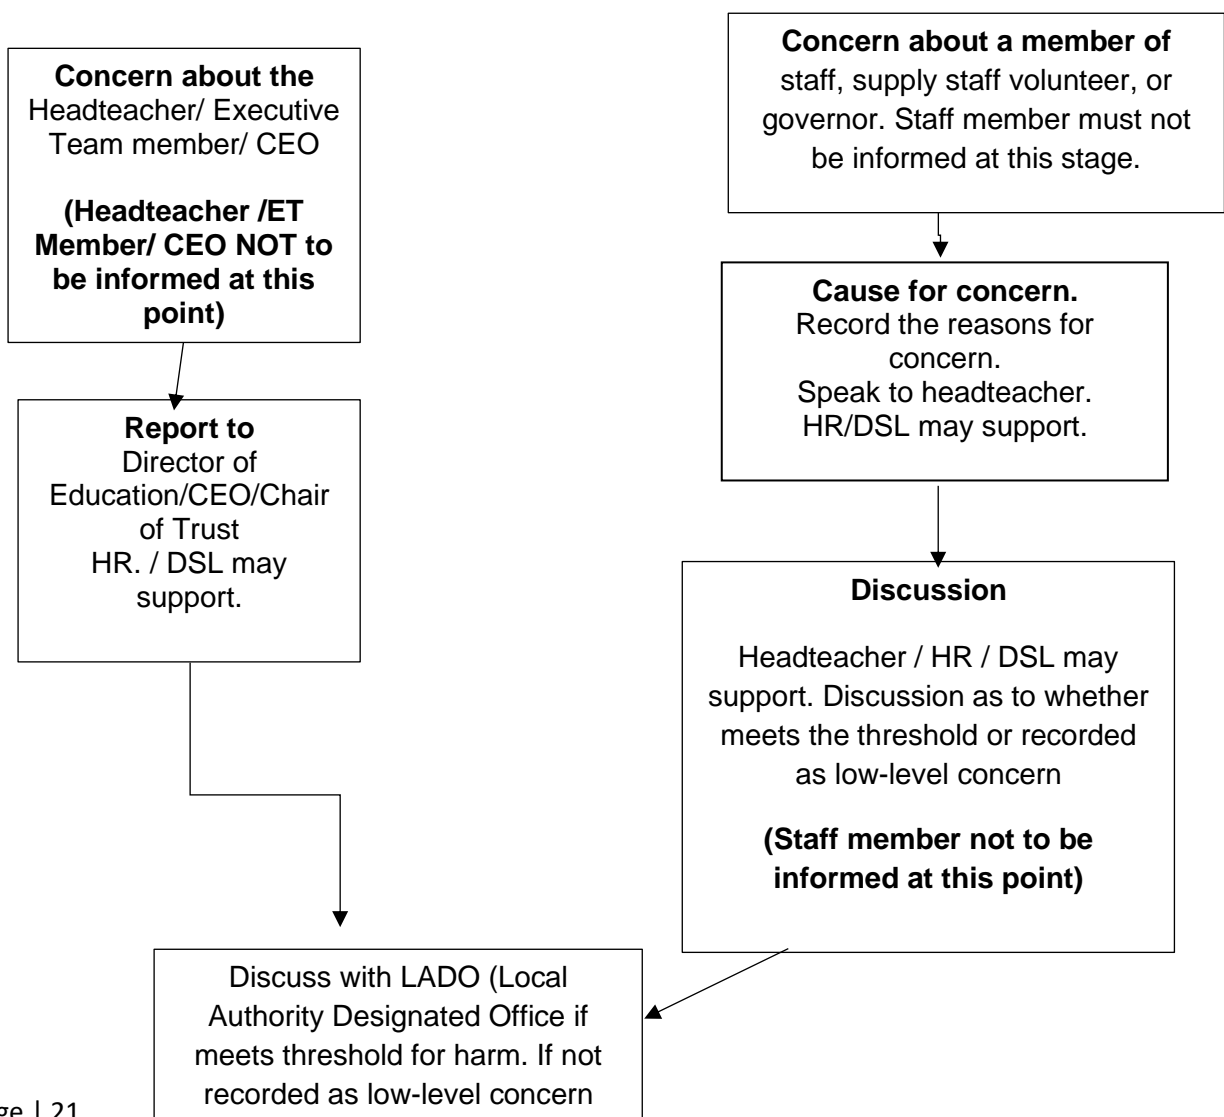 Concern about the
Headteacher/ Executive
Team member/ CEO
(Headteacher /ET
Member/ CEO NOT to
be informed at this
point)
Report to
Director of
Education/CEO/Chair
of Trust
HR. / DSL may
support.
Concern about a member of
staff, supply staff volunteer, or
governor. Staff member must not
be informed at this stage.
Cause for concern.
Record the reasons for
concern.
Speak to headteacher.
HR/DSL may support.
Discussion
Headteacher / HR / DSL may
support. Discussion as to whether
meets the threshold or recorded
as low-level concern
(Staff member not to be
informed at this point)
Discuss with LADO (Local
Authority Designated Office if
meets threshold for harm. If not
recorded as low-level concern
ge | 21